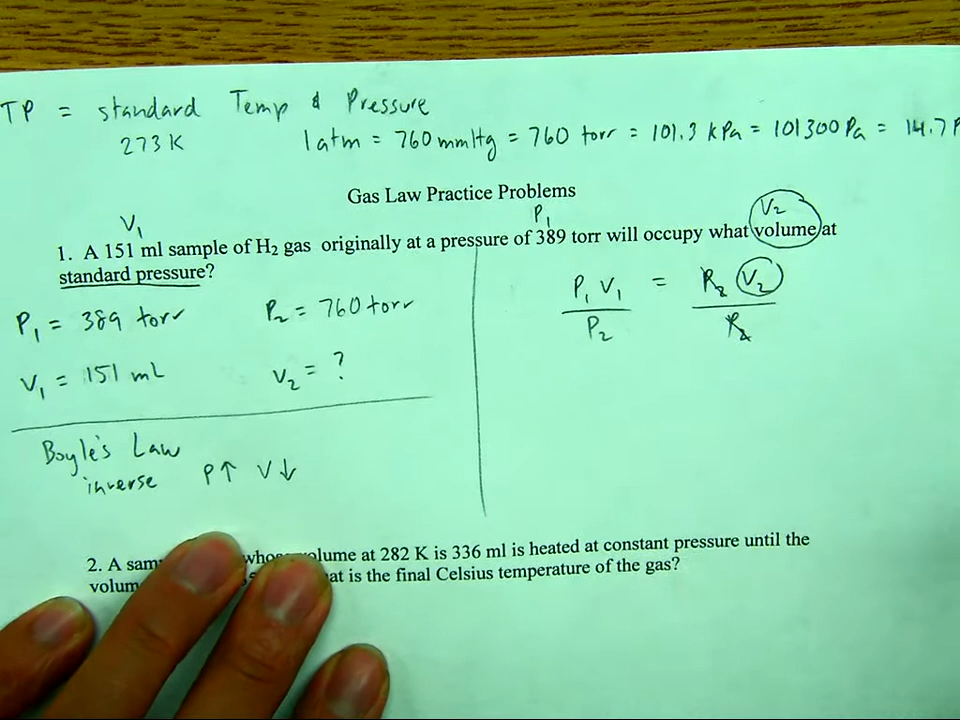 TP = standard Temp & Pressure
273 K 1 atm = 760 mmHg = 760 torr = 101.3 kPa = 101300 Pa = 14.7 P
Gas Law Practice Problems
V₁ P₁ V₂
1. A 151 ml sample of H₂ gas originally at a pressure of 389 torr will occupy what volume at
standard pressure?
P₁ = 389 torr P₂ = 760 torr
V₁ = 151 mL V₂ = ?
P₁ V₁ = P₂ V₂
P₂ P₂
Boyle's Law
inverse P↑ V↓
2. A sam olume at 282 K is 336 ml is heated at constant pressure until the
volum at is the final Celsius temperature of the gas?